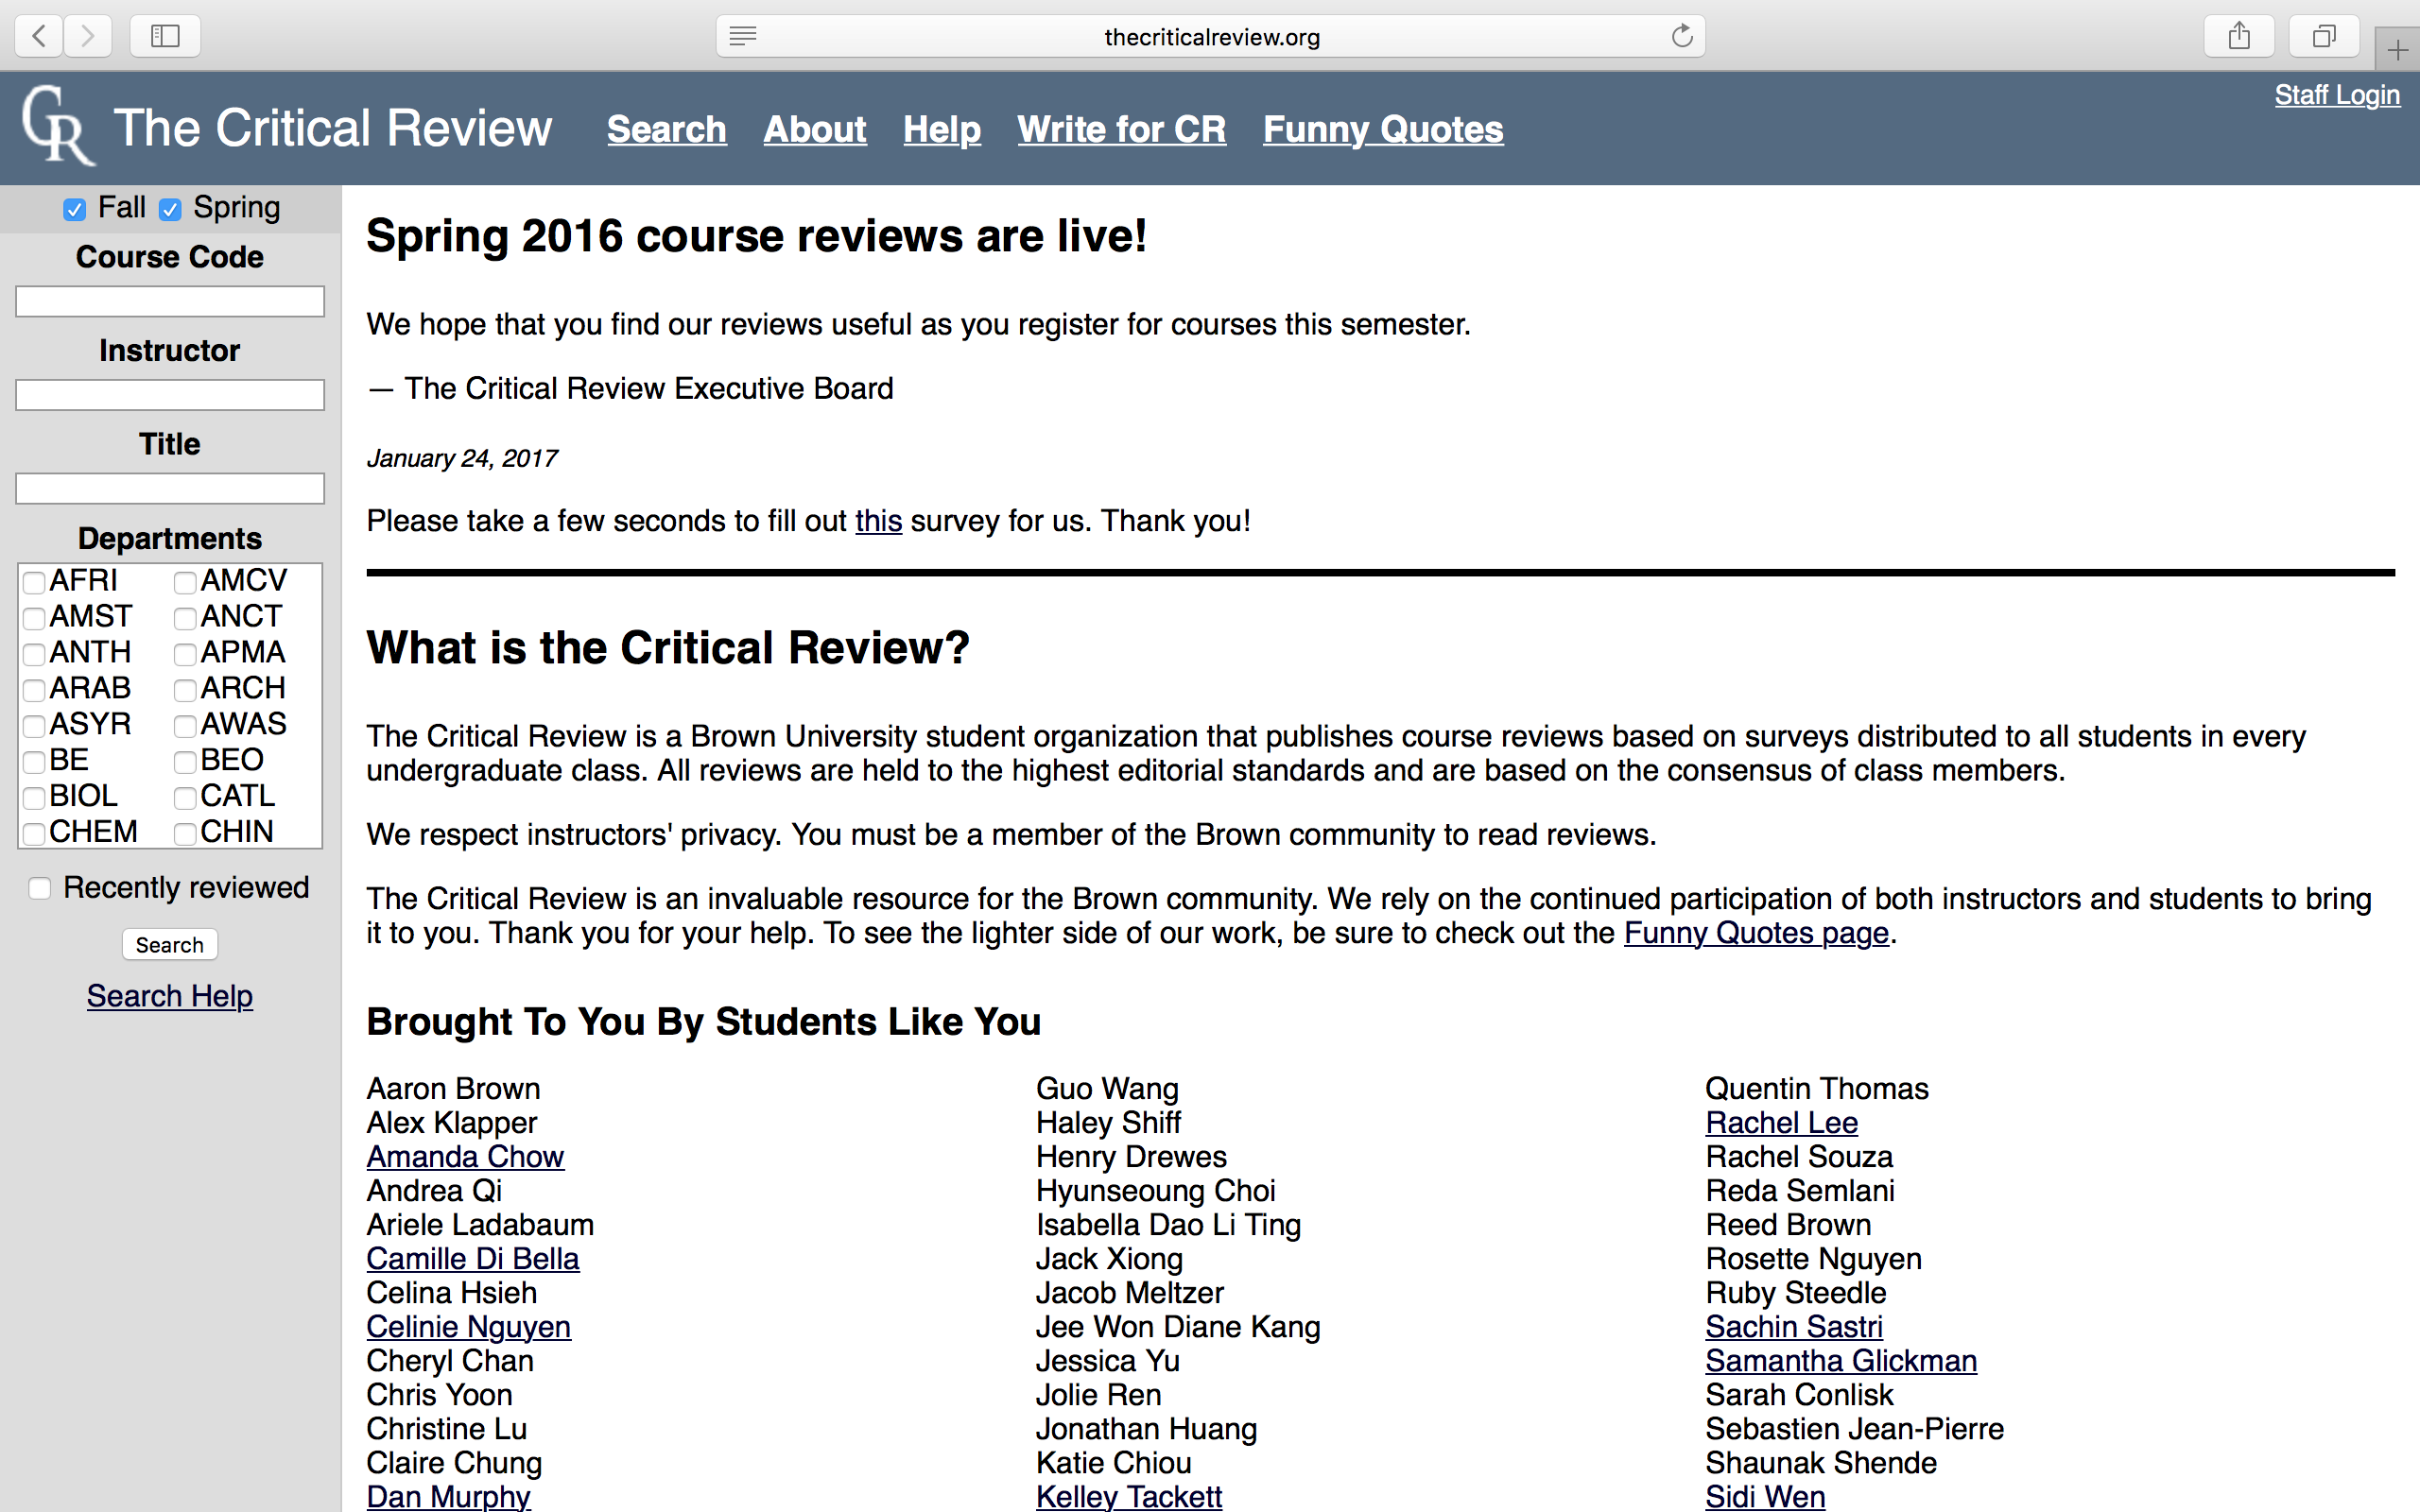 thecriticalreview.org
Staff Login
CR The Critical Review Search About Help Write for CR Funny Quotes
Fall Spring
Course Code
Instructor
Title
Departments
AFRI AMCV
AMST ANCT
ANTH APMA
ARAB ARCH
ASYR AWAS
BE BEO
BIOL CATL
CHEM CHIN
Recently reviewed
Search
Search Help
Spring 2016 course reviews are live!
We hope that you find our reviews useful as you register for courses this semester.
— The Critical Review Executive Board
January 24, 2017
Please take a few seconds to fill out this survey for us. Thank you!
What is the Critical Review?
The Critical Review is a Brown University student organization that publishes course reviews based on surveys distributed to all students in every
undergraduate class. All reviews are held to the highest editorial standards and are based on the consensus of class members.
We respect instructors' privacy. You must be a member of the Brown community to read reviews.
The Critical Review is an invaluable resource for the Brown community. We rely on the continued participation of both instructors and students to bring
it to you. Thank you for your help. To see the lighter side of our work, be sure to check out the Funny Quotes page.
Brought To You By Students Like You
Aaron Brown
Alex Klapper
Amanda Chow
Andrea Qi
Ariele Ladabaum
Camille Di Bella
Celina Hsieh
Celinie Nguyen
Cheryl Chan
Chris Yoon
Christine Lu
Claire Chung
Dan Murphy
Guo Wang
Haley Shiff
Henry Drewes
Hyunseoung Choi
Isabella Dao Li Ting
Jack Xiong
Jacob Meltzer
Jee Won Diane Kang
Jessica Yu
Jolie Ren
Jonathan Huang
Katie Chiou
Kelley Tackett
Quentin Thomas
Rachel Lee
Rachel Souza
Reda Semlani
Reed Brown
Rosette Nguyen
Ruby Steedle
Sachin Sastri
Samantha Glickman
Sarah Conlisk
Sebastien Jean-Pierre
Shaunak Shende
Sidi Wen